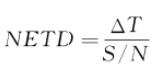 NETD = ΔT / S/N